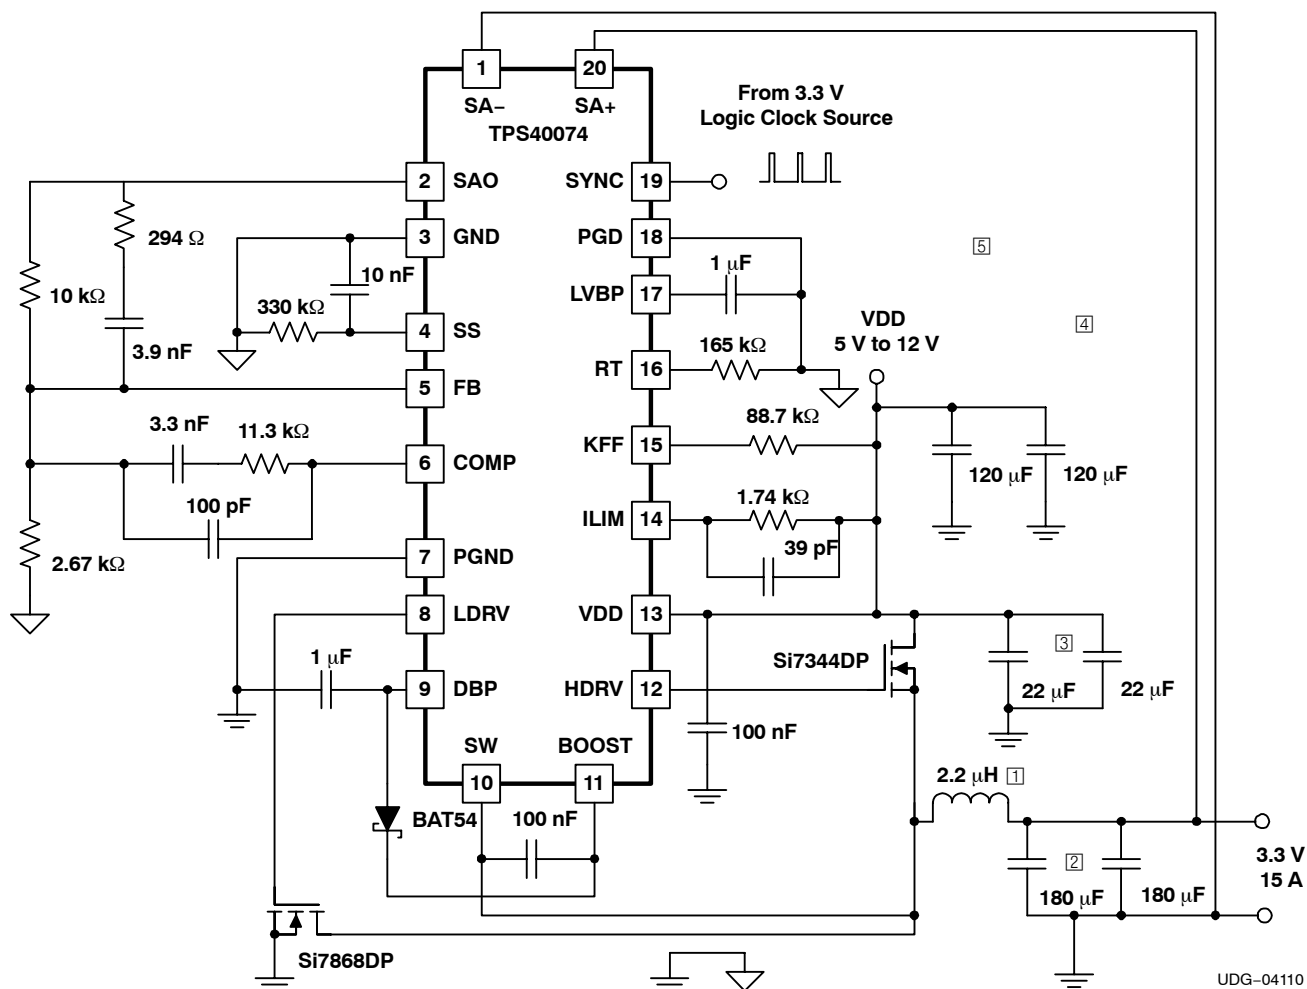 1
20
SA−
SA+
TPS40074
From 3.3 V
Logic Clock Source
2
SAO
SYNC
19
294 Ω
3
GND
PGD
18
5
10 nF
1 µF
10 kΩ
LVBP
17
330 kΩ
4
SS
VDD
5 V to 12 V
4
3.9 nF
165 kΩ
RT
16
5
FB
3.3 nF
11.3 kΩ
88.7 kΩ
6
COMP
KFF
15
120 µF
120 µF
100 pF
1.74 kΩ
ILIM
14
39 pF
2.67 kΩ
7
PGND
8
LDRV
VDD
13
Si7344DP
3
1 µF
9
DBP
HDRV
12
22 µF
22 µF
100 nF
SW
BOOST
10
11
2.2 µH
1
BAT54
100 nF
3.3 V
15 A
2
180 µF
180 µF
Si7868DP
UDG−04110